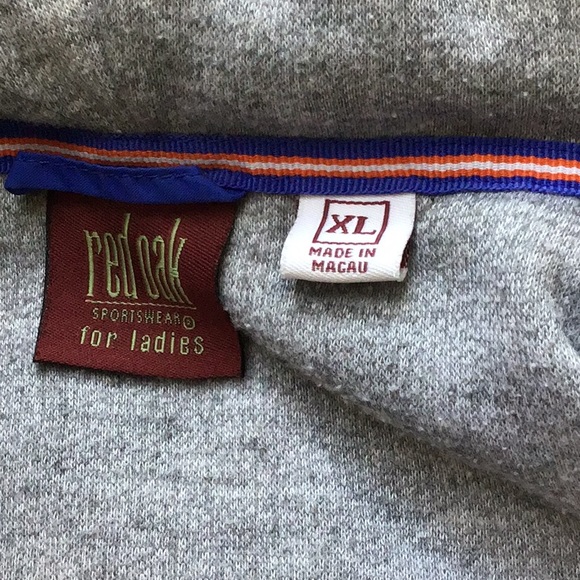 red oak
SPORTSWEAR®
for ladies
XL
MADE IN
MACAU